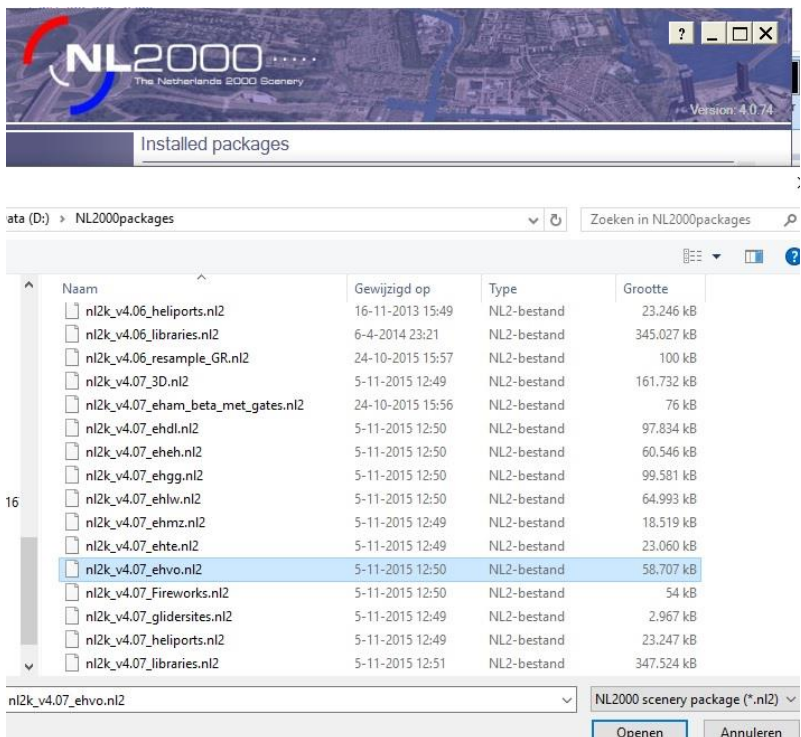 NL2000
The Netherlands 2000 Scenery
?
Version: 4.0.74
Installed packages
(D:) > NL2000packages
Zoeken in NL2000packages
Naam Gewijzigd op Type Grootte
nl2k_v4.06_heliports.nl2 16-11-2013 15:49 NL2-bestand 23.246 kB
nl2k_v4.06_libraries.nl2 6-4-2014 23:21 NL2-bestand 345.027 kB
nl2k_v4.06_resample_GR.nl2 24-10-2015 15:57 NL2-bestand 100 kB
nl2k_v4.07_3D.nl2 5-11-2015 12:49 NL2-bestand 161.732 kB
nl2k_v4.07_eham_beta_met_gates.nl2 24-10-2015 15:56 NL2-bestand 76 kB
nl2k_v4.07_ehdl.nl2 5-11-2015 12:50 NL2-bestand 97.834 kB
nl2k_v4.07_eheh.nl2 5-11-2015 12:50 NL2-bestand 60.546 kB
nl2k_v4.07_ehgg.nl2 5-11-2015 12:50 NL2-bestand 99.581 kB
16 nl2k_v4.07_ehlw.nl2 5-11-2015 12:50 NL2-bestand 64.993 kB
nl2k_v4.07_ehmz.nl2 5-11-2015 12:49 NL2-bestand 18.519 kB
nl2k_v4.07_ehte.nl2 5-11-2015 12:49 NL2-bestand 23.060 kB
nl2k_v4.07_ehvo.nl2 5-11-2015 12:50 NL2-bestand 58.707 kB
nl2k_v4.07_Fireworks.nl2 5-11-2015 12:50 NL2-bestand 54 kB
nl2k_v4.07_glidersites.nl2 5-11-2015 12:49 NL2-bestand 2.967 kB
nl2k_v4.07_heliports.nl2 5-11-2015 12:49 NL2-bestand 23.247 kB
nl2k_v4.07_libraries.nl2 5-11-2015 12:51 NL2-bestand 347.524 kB
nl2k_v4.07_ehvo.nl2 NL2000 scenery package (*.nl2)
Openen Annuleren